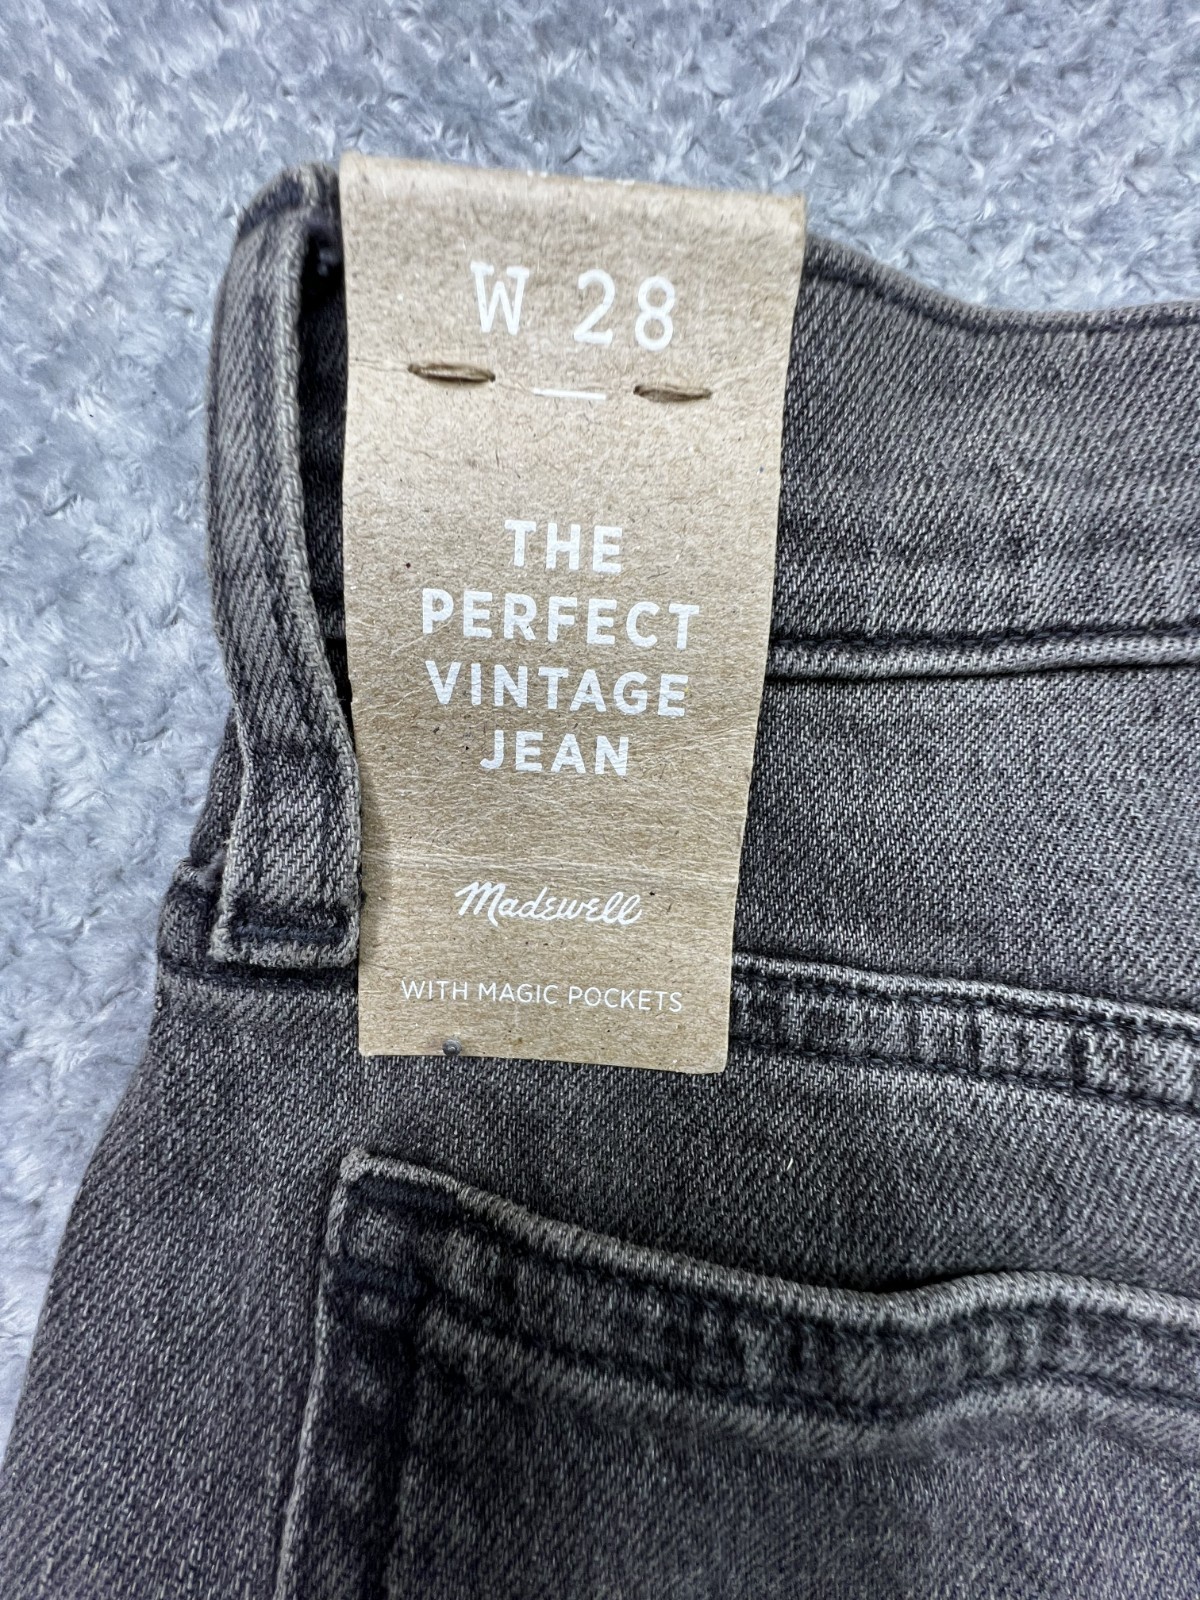 W 28
THE
PERFECT
VINTAGE
JEAN
Madewell
WITH MAGIC POCKETS